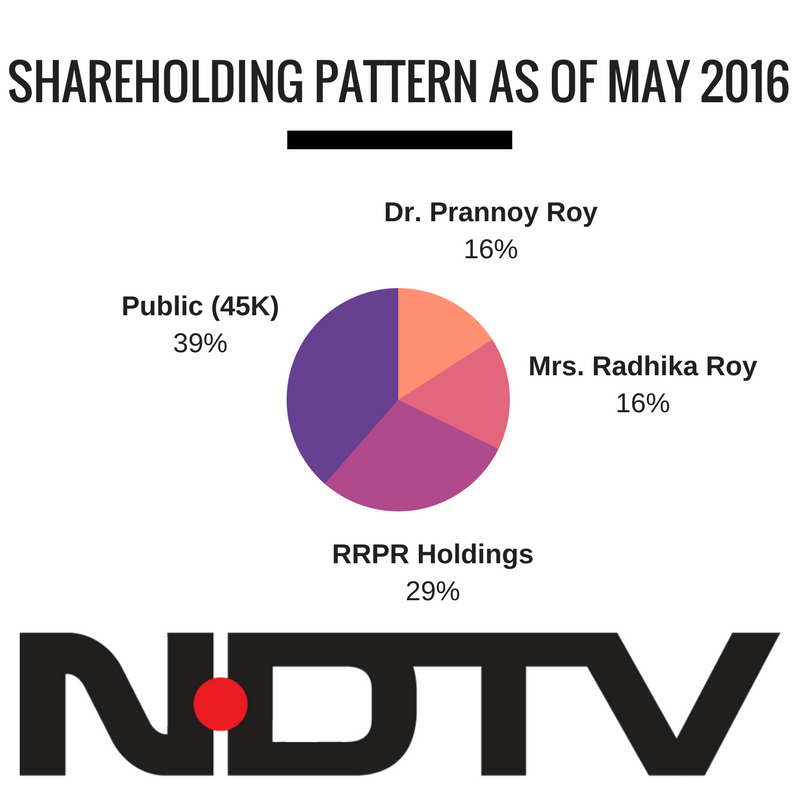 SHAREHOLDING PATTERN AS OF MAY 2016
Dr. Prannoy Roy
16%
Public (45K)
39%
Mrs. Radhika Roy
16%
RRPR Holdings
29%
NDTV